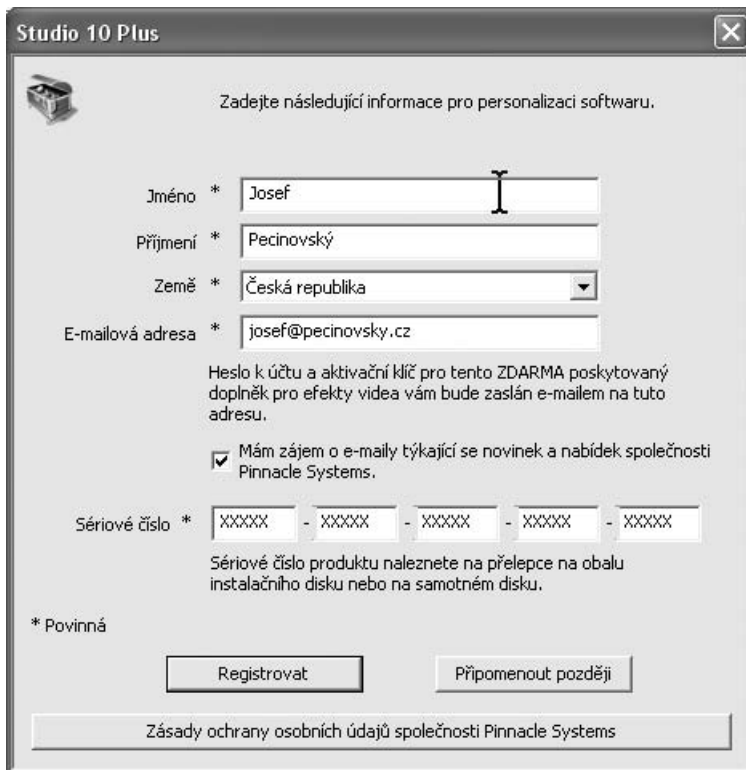 Studio 10 Plus
Zadejte následující informace pro personalizaci softwaru.
Jméno * Josef
Příjmení * Pecinovský
Země * Česká republika
E-mailová adresa * josef@pecinovsky.cz
Heslo k účtu a aktivační klíč pro tento ZDARMA poskytovaný
doplněk pro efekty videa vám bude zaslán e-mailem na tuto
adresu.
Mám zájem o e-maily týkající se novinek a nabídek společnosti
Pinnacle Systems.
Sériové číslo * XXXXX - XXXXX - XXXXX - XXXXX - XXXXX
Sériové číslo produktu naleznete na přelepce na obalu
instalačního disku nebo na samotném disku.
* Povinná
Registrovat Připomenout později
Zásady ochrany osobních údajů společnosti Pinnacle Systems